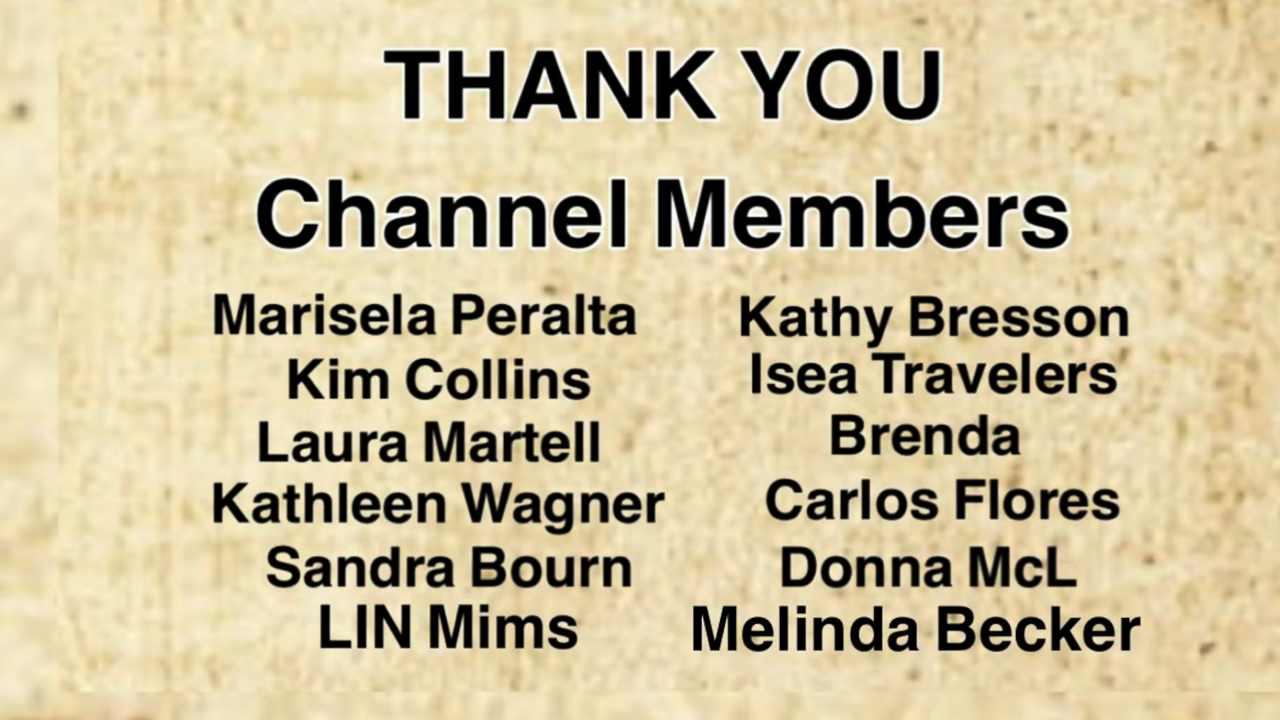 THANK YOU
Channel Members
Marisela Peralta
Kim Collins
Laura Martell
Kathleen Wagner
Sandra Bourn
LIN Mims
Kathy Bresson
Isea Travelers
Brenda
Carlos Flores
Donna McL
Melinda Becker